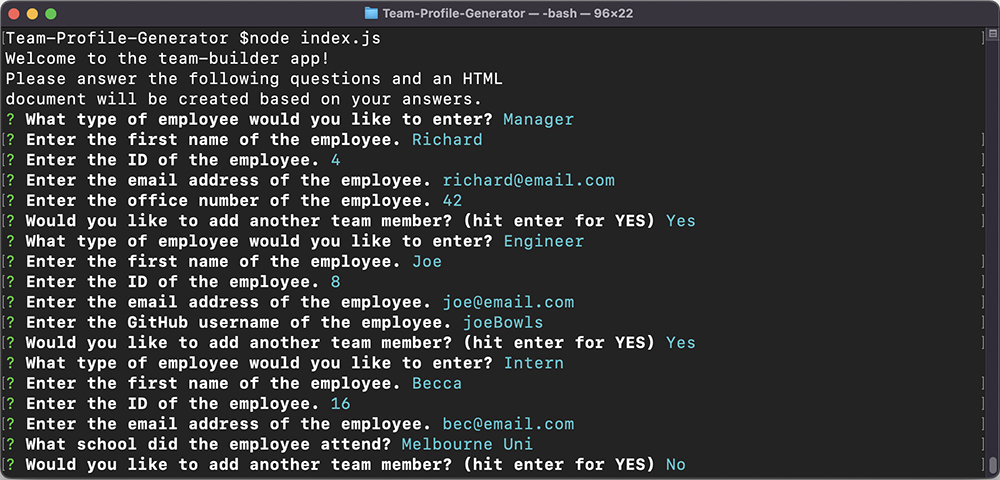 Team-Profile-Generator — -bash — 96×22
[Team-Profile-Generator $node index.js ]
Welcome to the team-builder app!
Please answer the following questions and an HTML
document will be created based on your answers.
? What type of employee would you like to enter? Manager
[? Enter the first name of the employee. Richard ]
[? Enter the ID of the employee. 4 ]
[? Enter the email address of the employee. richard@email.com ]
[? Enter the office number of the employee. 42 ]
[? Would you like to add another team member? (hit enter for YES) Yes ]
? What type of employee would you like to enter? Engineer
[? Enter the first name of the employee. Joe ]
[? Enter the ID of the employee. 8 ]
[? Enter the email address of the employee. joe@email.com ]
[? Enter the GitHub username of the employee. joeBowls ]
[? Would you like to add another team member? (hit enter for YES) Yes ]
? What type of employee would you like to enter? Intern
[? Enter the first name of the employee. Becca ]
[? Enter the ID of the employee. 16 ]
[? Enter the email address of the employee. bec@email.com ]
[? What school did the employee attend? Melbourne Uni ]
[? Would you like to add another team member? (hit enter for YES) No ]